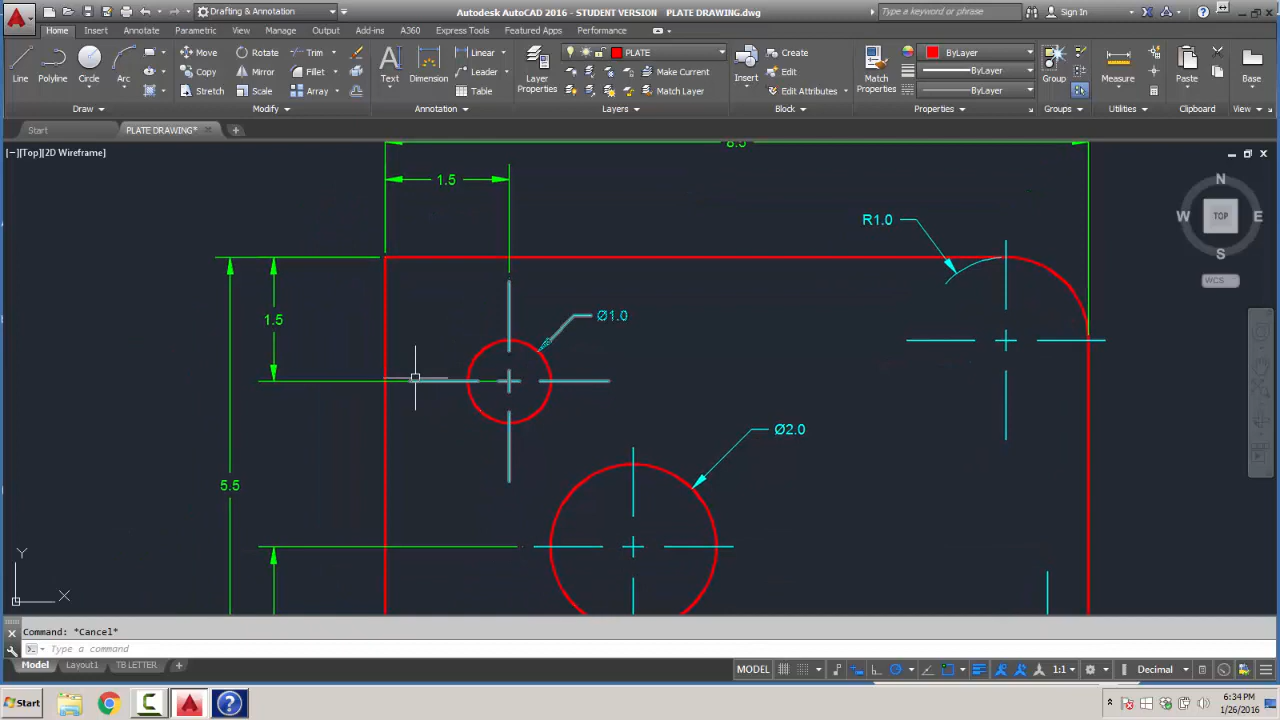 Drafting & Annotation
Autodesk AutoCAD 2016 - STUDENT VERSION PLATE DRAWING.dwg
Type a keyword or phrase
Sign In
Home Insert Annotate Parametric View Manage Output Add-ins A360 Express Tools Featured Apps Performance
Line Polyline Circle Arc
Move Rotate Trim
Copy Mirror Fillet
Stretch Scale Array
Text Dimension
Linear
Leader
Table
Layer Properties
PLATE
Make Current
Match Layer
Insert
Create
Edit
Edit Attributes
Match Properties
ByLayer
ByLayer
ByLayer
Group
Measure
Paste
Base
Draw Modify Annotation Layers Block Properties Groups Utilities Clipboard View
Start PLATE DRAWING*
[−][Top][2D Wireframe]
8.5
1.5
R1.0
1.5
Ø1.0
Ø2.0
5.5
N
W TOP E
S
WCS
Y
X
Command: *Cancel*
Type a command
Model Layout1 TB LETTER
MODEL 1:1 Decimal
Start
6:34 PM
1/26/2016